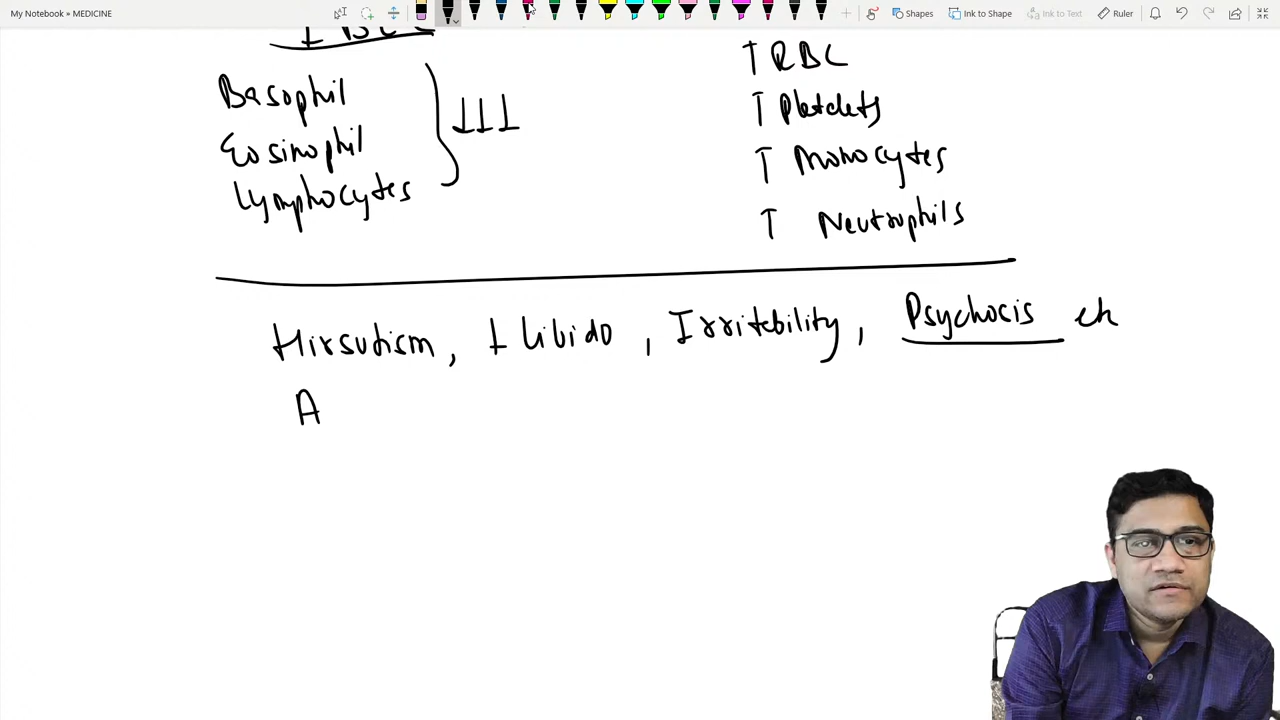 My Notebook » MEDICINE
Shapes
Ink to Shape
Ink to Text
Ruler
Basophil
Eosinophil
Lymphocytes
↓↓↓
↑ RBC
↑ Platelets
↑ Monocytes
↑ Neutrophils
Hirsutism, ↓ libido, Irritability, Psychosis etc
A